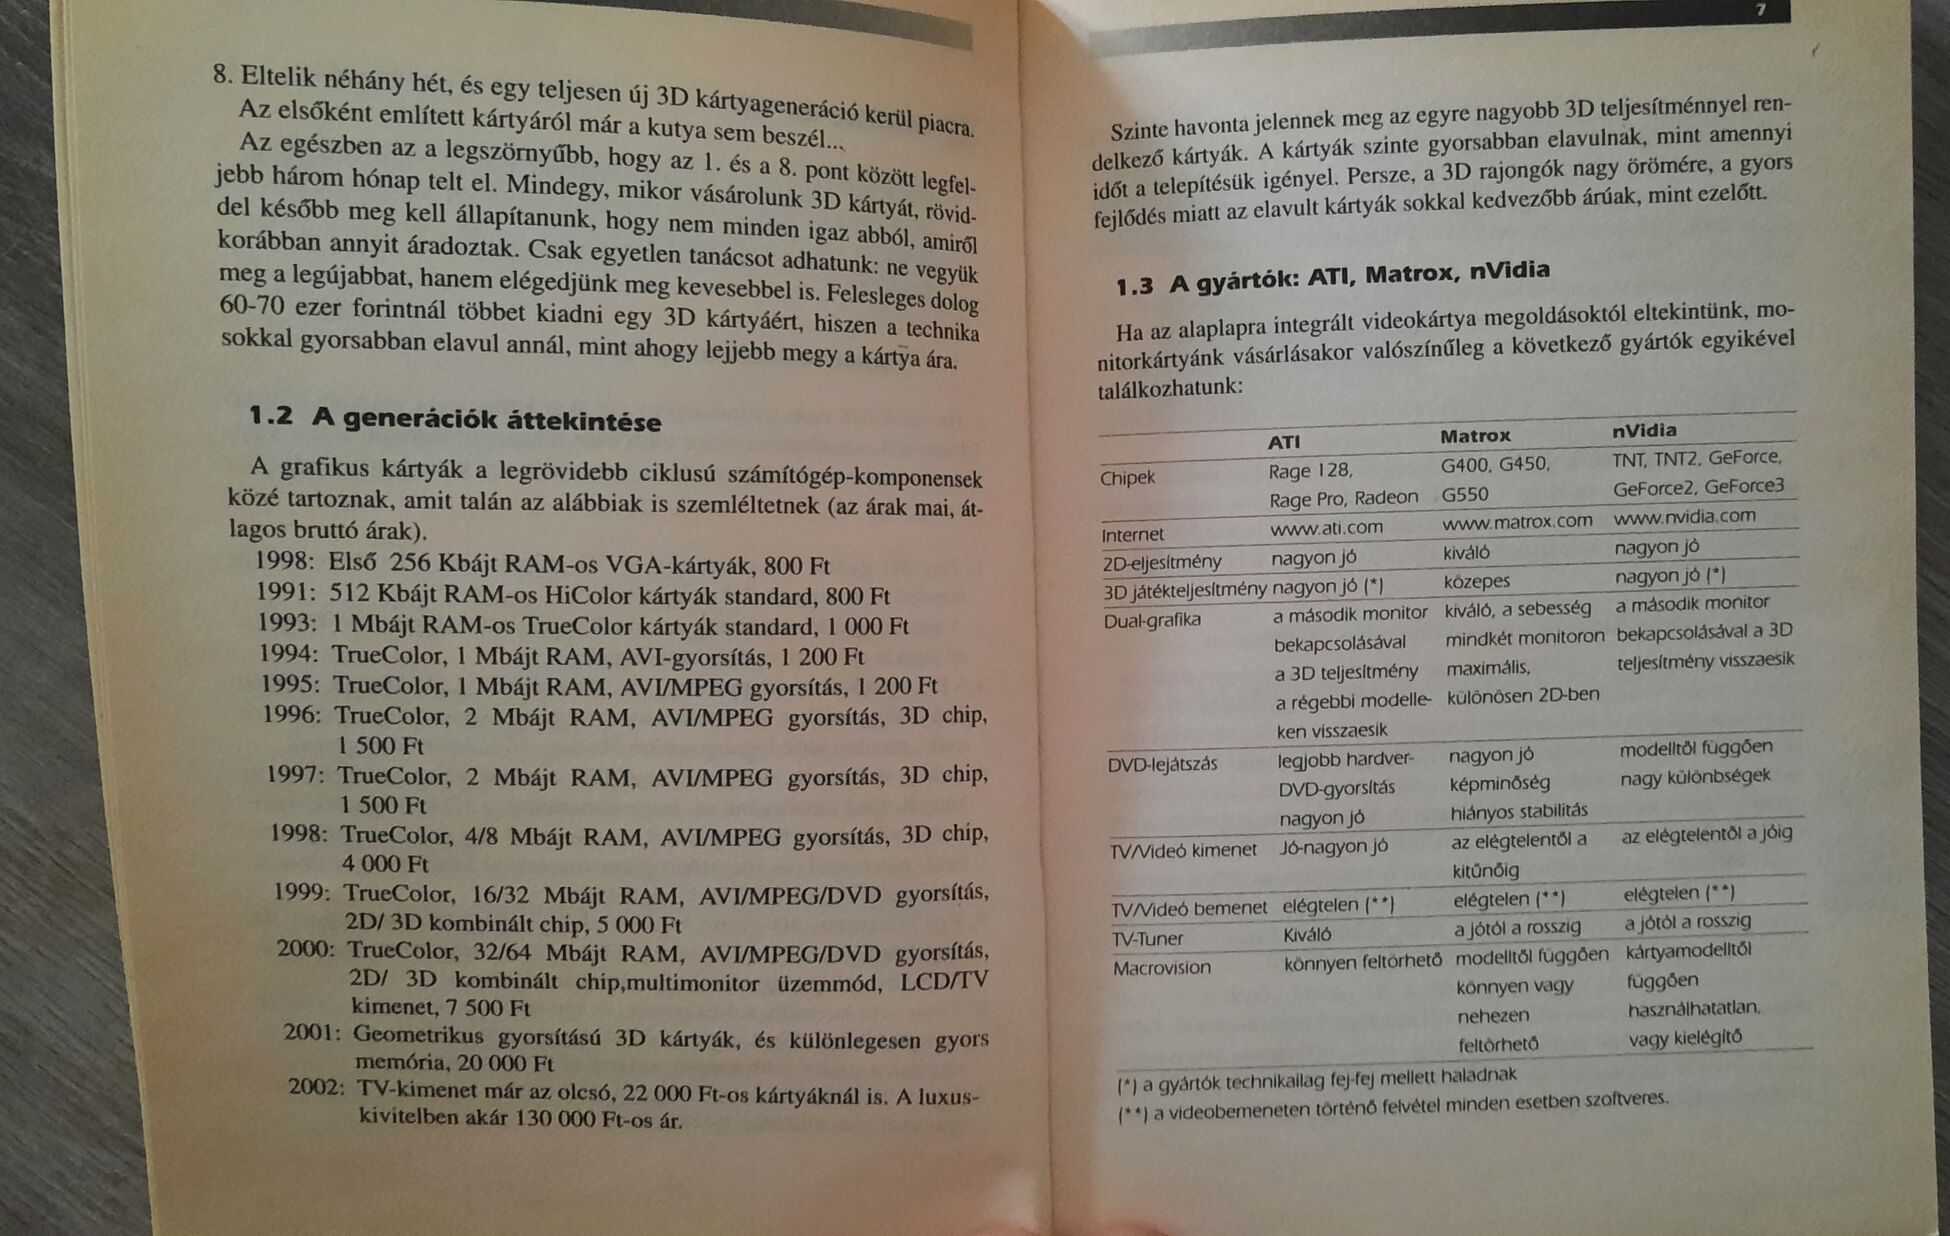 8. Eltelik néhány hét, és egy teljesen új 3D kártyageneráció kerül piacra.
Az elsőként említett kártyáról már a kutya sem beszél...
Az egészben az a legszörnyűbb, hogy az 1. és a 8. pont között legfel-
jebb három hónap telt el. Mindegy, mikor vásárolunk 3D kártyát, rövid-
del később meg kell állapítanunk, hogy nem minden igaz abból, amiről
korábban annyit áradoztak. Csak egyetlen tanácsot adhatunk: ne vegyük
meg a legújabbat, hanem elégedjünk meg kevesebbel is. Felesleges dolog
60-70 ezer forintnál többet kiadni egy 3D kártyáért, hiszen a technika
sokkal gyorsabban elavul annál, mint ahogy lejjebb megy a kártya ára.
1.2 A generációk áttekintése
A grafikus kártyák a legrövidebb ciklusú számítógép-komponensek
közé tartoznak, amit talán az alábbiak is szemléltetnek (az árak mai, át-
lagos bruttó árak).
1998: Első 256 Kbájt RAM-os VGA-kártyák, 800 Ft
1991: 512 Kbájt RAM-os HiColor kártyák standard, 800 Ft
1993: 1 Mbájt RAM-os TrueColor kártyák standard, 1 000 Ft
1994: TrueColor, 1 Mbájt RAM, AVI-gyorsítás, 1 200 Ft
1995: TrueColor, 1 Mbájt RAM, AVI/MPEG gyorsítás, 1 200 Ft
1996: TrueColor, 2 Mbájt RAM, AVI/MPEG gyorsítás, 3D chip,
1 500 Ft
1997: TrueColor, 2 Mbájt RAM, AVI/MPEG gyorsítás, 3D chip,
1 500 Ft
1998: TrueColor, 4/8 Mbájt RAM, AVI/MPEG gyorsítás, 3D chip,
4 000 Ft
1999: TrueColor, 16/32 Mbájt RAM, AVI/MPEG/DVD gyorsítás,
2D/ 3D kombinált chip, 5 000 Ft
2000: TrueColor, 32/64 Mbájt RAM, AVI/MPEG/DVD gyorsítás,
2D/ 3D kombinált chip,multimonitor üzemmód, LCD/TV
kimenet, 7 500 Ft
2001: Geometrikus gyorsítású 3D kártyák, és különlegesen gyors
memória, 20 000 Ft
2002: TV-kimenet már az olcsó, 22 000 Ft-os kártyáknál is. A luxus-
kivitelben akár 130 000 Ft-os ár.
7
Szinte havonta jelennek meg az egyre nagyobb 3D teljesítménnyel ren-
delkező kártyák. A kártyák szinte gyorsabban elavulnak, mint amennyi
időt a telepítésük igényel. Persze, a 3D rajongók nagy örömére, a gyors
fejlődés miatt az elavult kártyák sokkal kedvezőbb árúak, mint ezelőtt.
1.3 A gyártók: ATI, Matrox, nVidia
Ha az alaplapra integrált videokártya megoldásoktól eltekintünk, mo-
nitorkártyánk vásárlásakor valószínűleg a következő gyártók egyikével
találkozhatunk:
ATI Matrox nVidia
Chipek Rage 128, G400, G450, TNT, TNT2, GeForce,
Rage Pro, Radeon G550 GeForce2, GeForce3
Internet www.ati.com www.matrox.com www.nvidia.com
2D-eljesítmény nagyon jó kiváló nagyon jó
3D játékteljesítmény nagyon jó (*) közepes nagyon jó (*)
Dual-grafika a második monitor kiváló, a sebesség a második monitor
bekapcsolásával mindkét monitoron bekapcsolásával a 3D
a 3D teljesítmény maximális, teljesítmény visszaesik
a régebbi modelle- különösen 2D-ben
ken visszaesik
DVD-lejátszás legjobb hardver- nagyon jó modelltől függően
DVD-gyorsítás képminőség nagy különbségek
nagyon jó hiányos stabilitás
TV/Videó kimenet Jó-nagyon jó az elégtelentől a az elégtelentől a jóig
kitűnőig
TV/Videó bemenet elégtelen (**) elégtelen (**) elégtelen (**)
TV-Tuner Kiváló a jótól a rosszig a jótól a rosszig
Macrovision könnyen feltörhető modelltől függően kártyamodelltől
könnyen vagy függően
nehezen használhatatlan,
feltörhető vagy kielégítő
(*) a gyártók technikailag fej-fej mellett haladnak
(**) a videobemeneten történő felvétel minden esetben szoftveres.